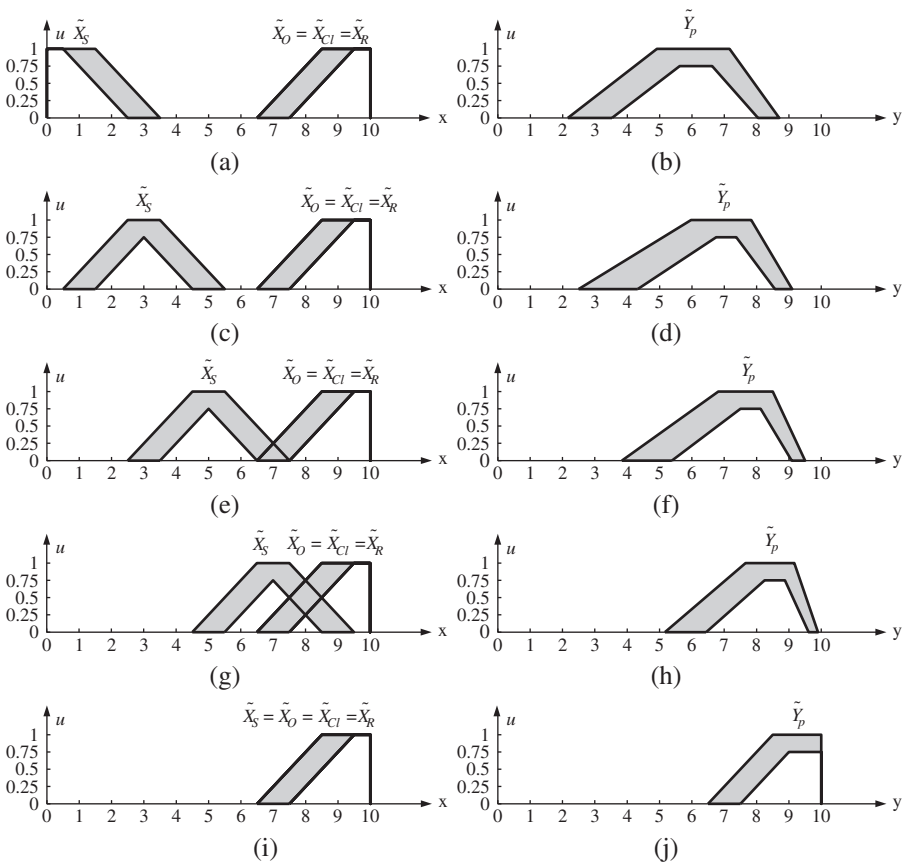 u X̃_S X̃_O = X̃_Cl = X̃_R
1
0.75
0.5
0.25
0
0 1 2 3 4 5 6 7 8 9 10 x
(a)
Ỹ_p
1
0.75
0.5
0.25
0
0 1 2 3 4 5 6 7 8 9 10 y
(b)
u X̃_S X̃_O = X̃_Cl = X̃_R
1
0.75
0.5
0.25
0
0 1 2 3 4 5 6 7 8 9 10 x
(c)
u Ỹ_p
1
0.75
0.5
0.25
0
0 1 2 3 4 5 6 7 8 9 10 y
(d)
u X̃_S X̃_O = X̃_Cl = X̃_R
1
0.75
0.5
0.25
0
0 1 2 3 4 5 6 7 8 9 10 x
(e)
u Ỹ_p
1
0.75
0.5
0.25
0
0 1 2 3 4 5 6 7 8 9 10 y
(f)
u X̃_S X̃_O = X̃_Cl = X̃_R
1
0.75
0.5
0.25
0
0 1 2 3 4 5 6 7 8 9 10 x
(g)
u Ỹ_p
1
0.75
0.5
0.25
0
0 1 2 3 4 5 6 7 8 9 10 y
(h)
u X̃_S = X̃_O = X̃_Cl = X̃_R
1
0.75
0.5
0.25
0
0 1 2 3 4 5 6 7 8 9 10 x
(i)
u Ỹ_p
1
0.75
0.5
0.25
0
0 1 2 3 4 5 6 7 8 9 10 y
(j)